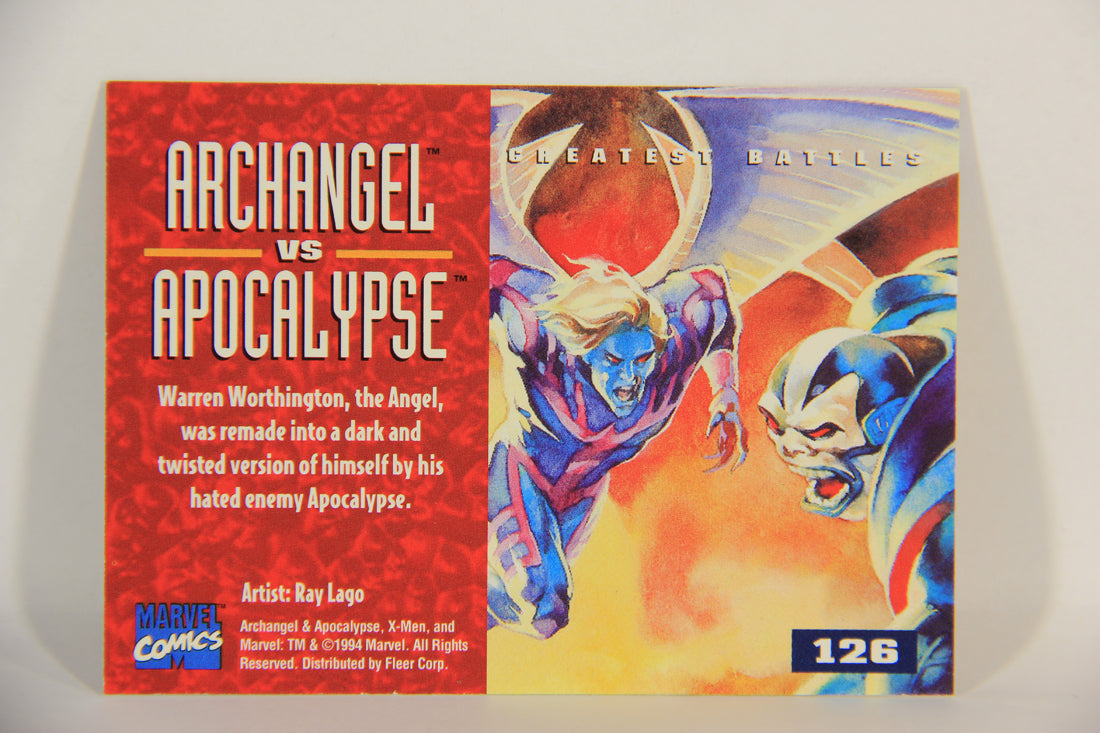 ARCHANGEL™
VS
APOCALYPSE™
Warren Worthington, the Angel,
was remade into a dark and
twisted version of himself by his
hated enemy Apocalypse.
Artist: Ray Lago
MARVEL™
COMICS
M
Archangel & Apocalypse, X-Men, and
Marvel: TM & ©1994 Marvel. All Rights
Reserved. Distributed by Fleer Corp.
GREATEST BATTLES
126